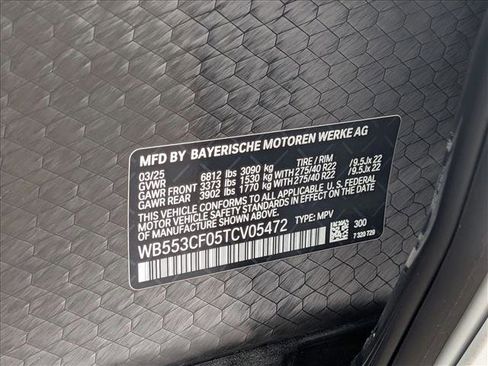 MFD BY BAYERISCHE MOTOREN WERKE AG
03/25 TIRE / RIM
GVWR 6812 lbs 3090 kg
GAWR FRONT 3373 lbs 1530 kg WITH 275/40 R22 /9.5Jx22
GAWR REAR 3902 lbs 1770 kg WITH 275/40 R22 /9.5Jx22
THIS VEHICLE CONFORMS TO ALL APPLICABLE U.S. FEDERAL
MOTOR VEHICLE SAFETY STANDARDS IN EFFECT ON THE DATE
OF MANUFACTURE SHOWN ABOVE.
WB553CF05TCV05472 TYPE: MPV
300
7 320 729